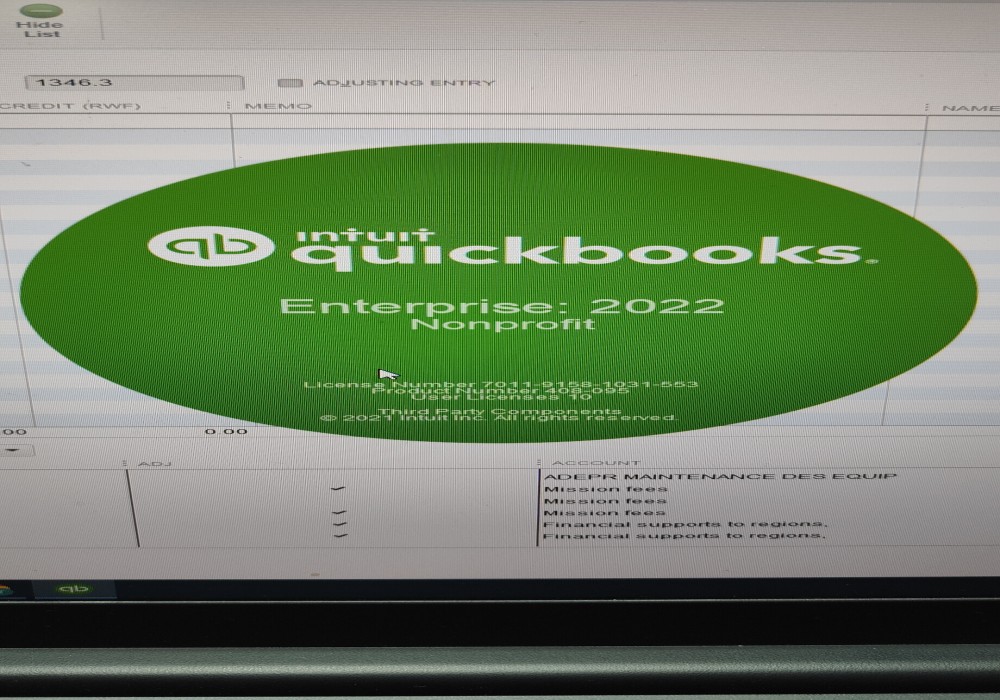 Hide
List
1346.3
ADJUSTING ENTRY
CREDIT (RWF)
MEMO
NAME
qb
intuit
quickbooks®
Enterprise: 2022
Nonprofit
License Number 7011-9158-1031-553
Product Number 408-095
User Licenses 10
Third Party Components
© 2021 Intuit Inc. All rights reserved.
00
0.00
ADJ
ACCOUNT
ADEPR MAINTENANCE DES EQUIP
Mission fees
Mission fees
Mission fees
Financial supports to regions,
Financial supports to regions,
qb